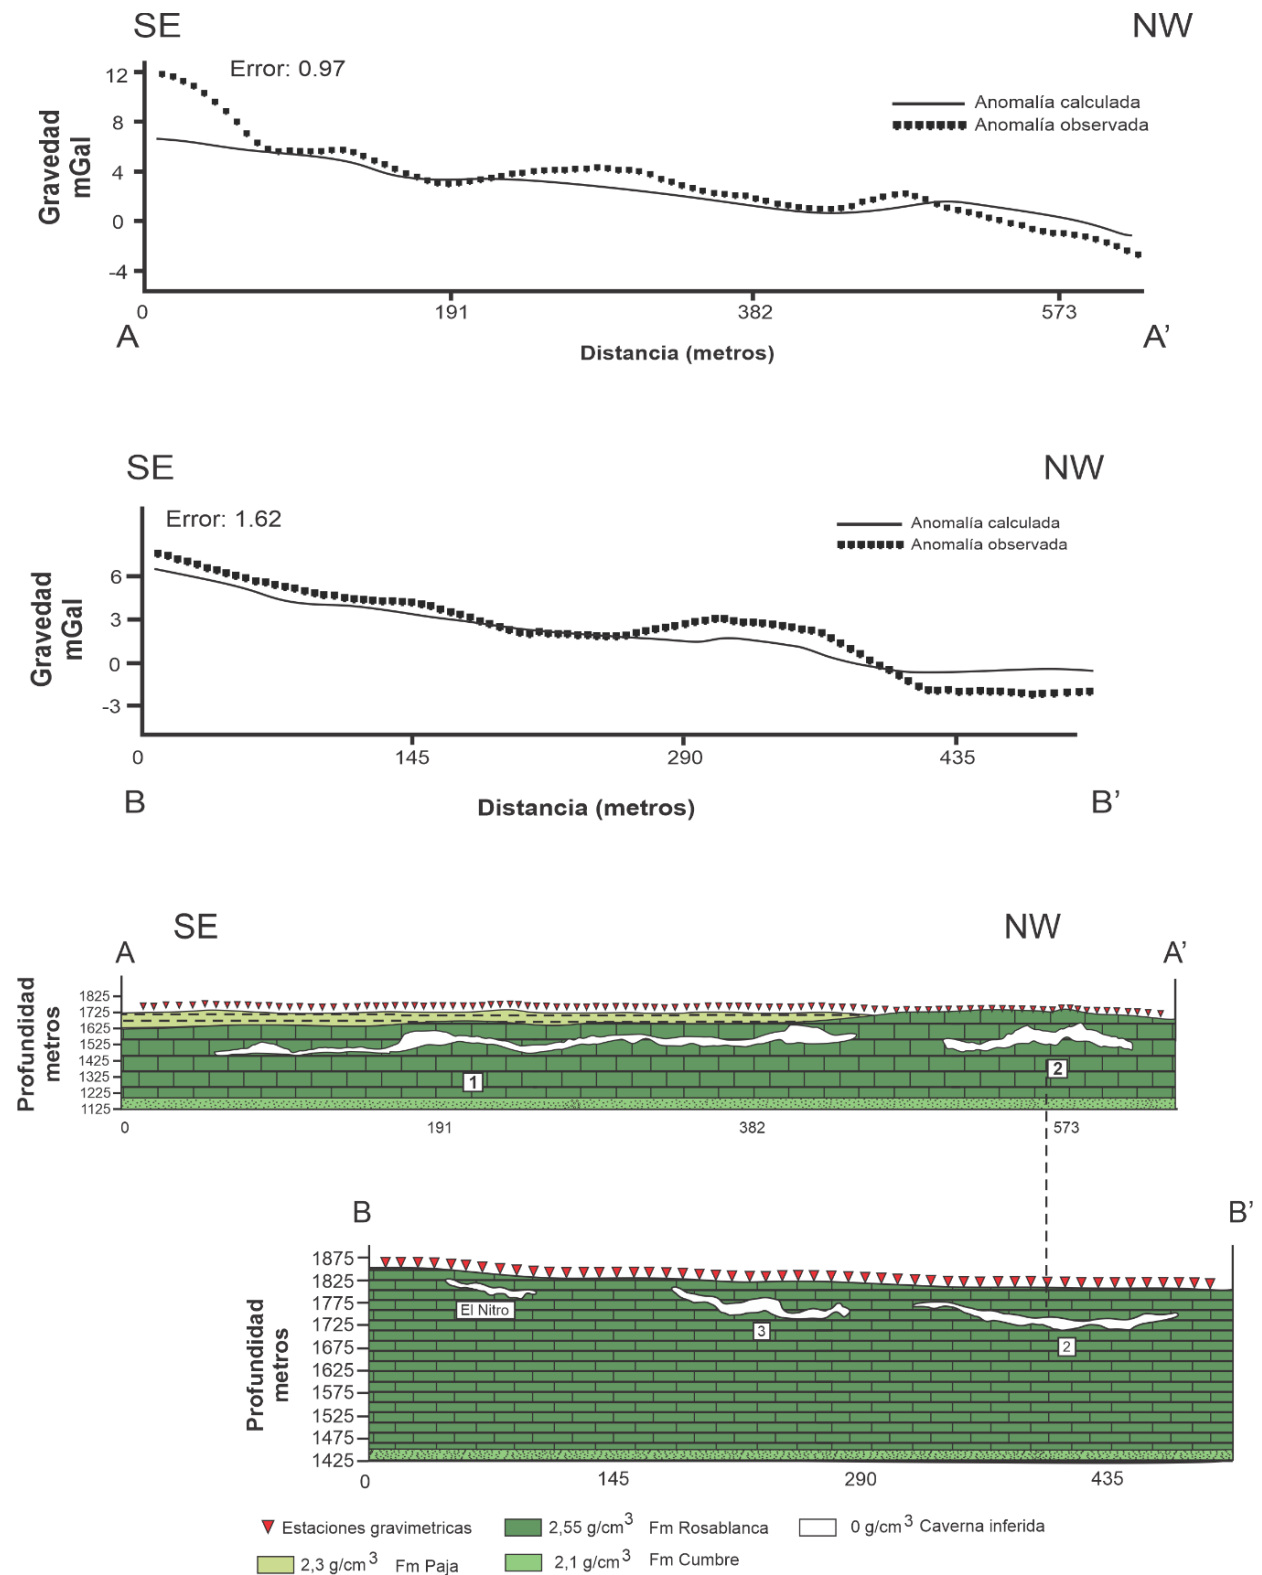 SE NW
Error: 0.97
12
8
4
0
-4
Gravedad
mGal
Anomalía calculada
Anomalía observada
0 191 382 573
A A’
Distancia (metros)
SE NW
Error: 1.62
6
3
0
-3
Gravedad
mGal
Anomalía calculada
Anomalía observada
0 145 290 435
B B’
Distancia (metros)
SE NW
A A’
Profundidad
metros
1825
1725
1625
1525
1425
1325
1225
1125
1 2
0 191 382 573
B B’
Profundidad
metros
1875
1825
1775
1725
1675
1625
1575
1525
1475
1425
El Nitro
3
2
0 145 290 435
Estaciones gravimetricas 2,55 g/cm³ Fm Rosablanca 0 g/cm³ Caverna inferida
2,3 g/cm³ Fm Paja 2,1 g/cm³ Fm Cumbre